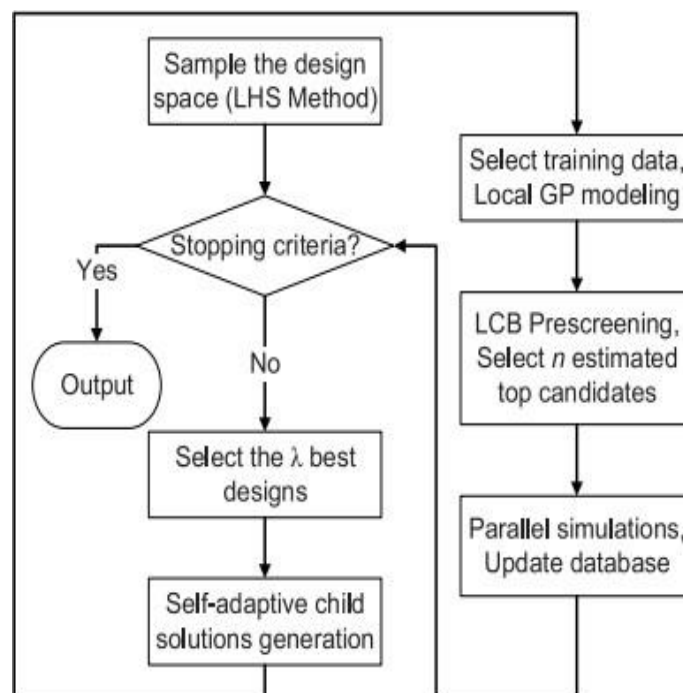 Sample the design
space (LHS Method)
Stopping criteria?
Yes
Output
No
Select the λ best
designs
Self-adaptive child
solutions generation
Select training data,
Local GP modeling
LCB Prescreening,
Select n estimated
top candidates
Parallel simulations,
Update database